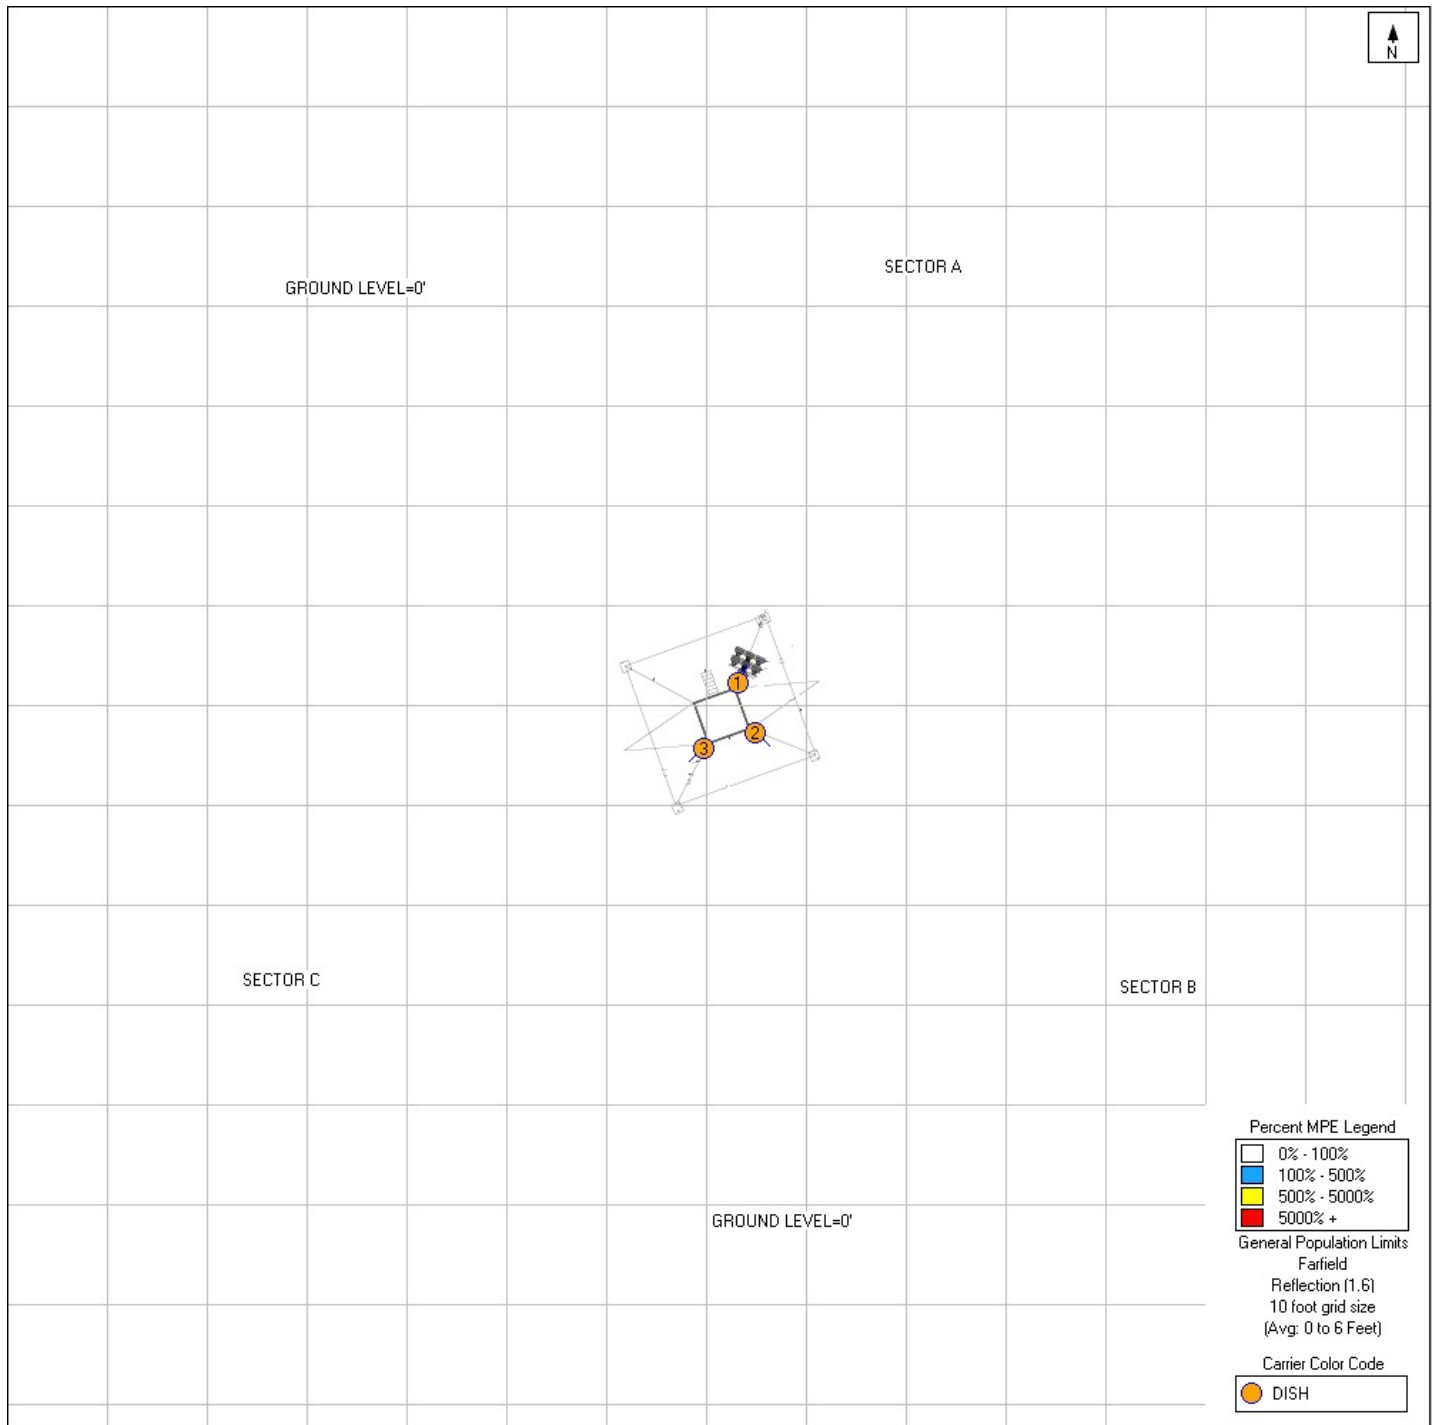 N
SECTOR A
GROUND LEVEL=0'
1
2
3
SECTOR C
SECTOR B
GROUND LEVEL=0'
Percent MPE Legend
0% - 100%
100% - 500%
500% - 5000%
5000% +
General Population Limits
Farfield
Reflection (1.6)
10 foot grid size
(Avg: 0 to 6 Feet)
Carrier Color Code
DISH